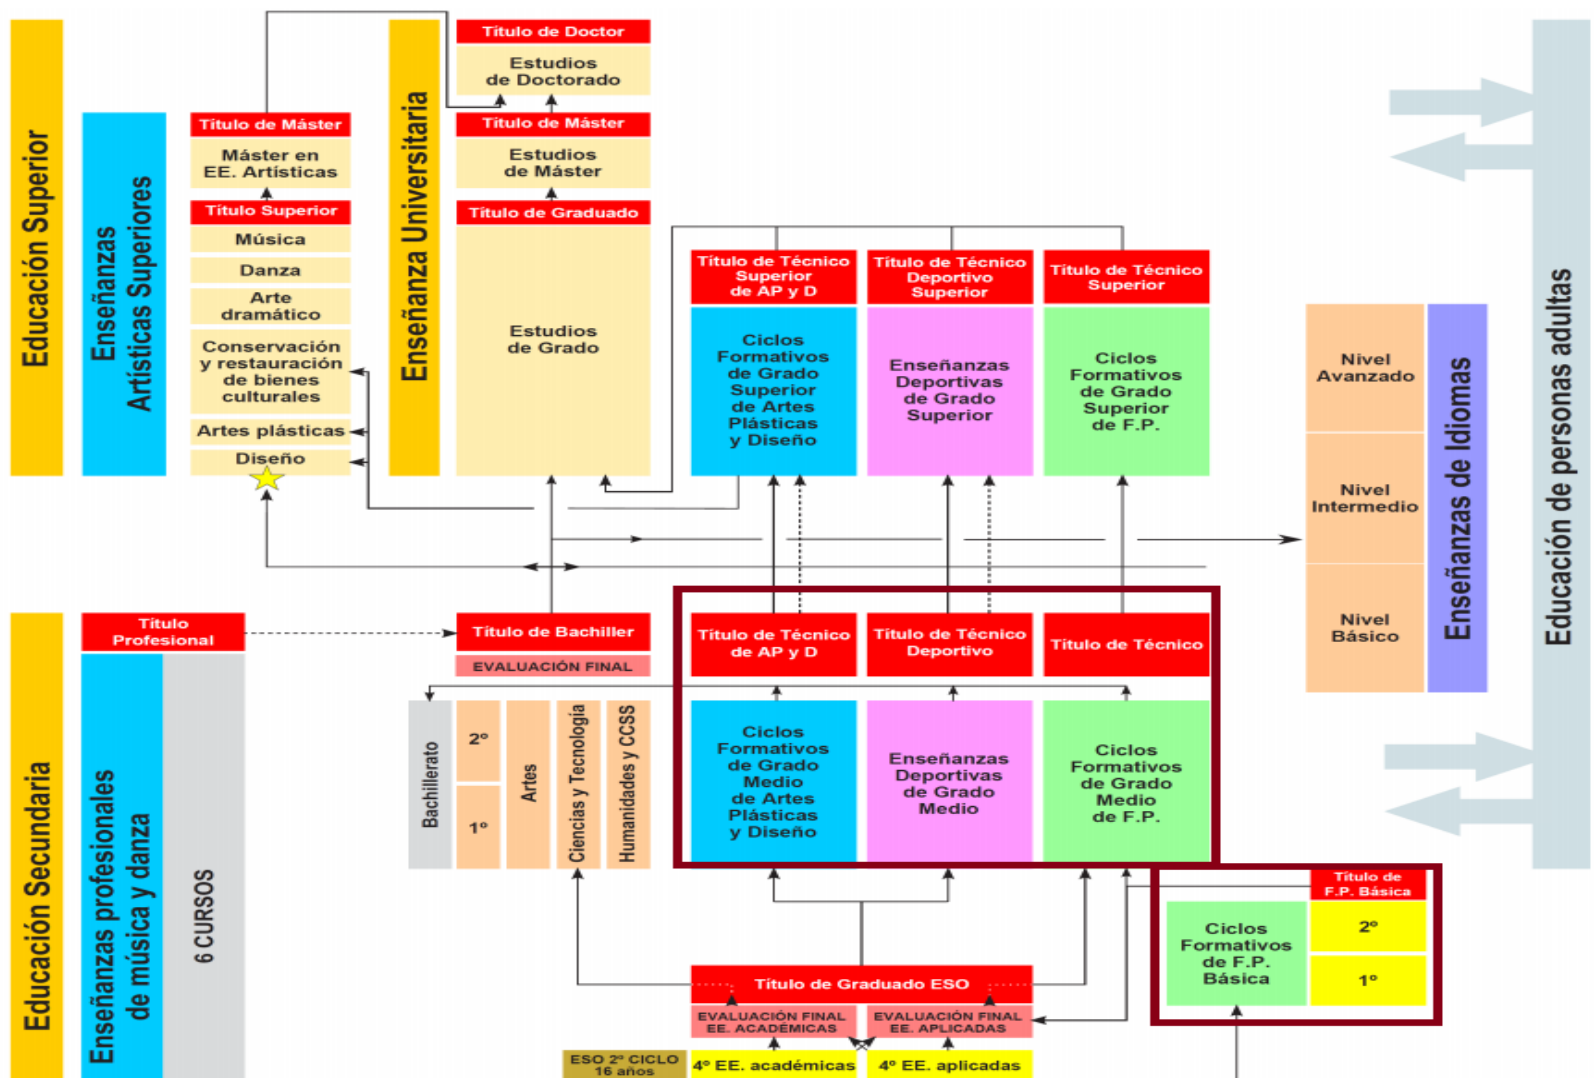 Educación Superior
Enseñanzas
Artísticas Superiores
Título de Máster
Máster en
EE. Artísticas
Título Superior
Música
Danza
Arte
dramático
Conservación
y restauración
de bienes
culturales
Artes plásticas
Diseño
Enseñanza Universitaria
Título de Doctor
Estudios
de Doctorado
Título de Máster
Estudios
de Máster
Título de Graduado
Estudios
de Grado
Título de Técnico
Superior
de AP y D
Ciclos
Formativos
de Grado
Superior
de Artes
Plásticas
y Diseño
Título de Técnico
Deportivo
Superior
Enseñanzas
Deportivas
de Grado
Superior
Título de Técnico
Superior
Ciclos
Formativos
de Grado
Superior
de F.P.
Nivel
Avanzado
Nivel
Intermedio
Nivel
Básico
Enseñanzas de Idiomas
Educación de personas adultas
Educación Secundaria
Título
Profesional
Enseñanzas profesionales
de música y danza
6 CURSOS
Título de Bachiller
EVALUACIÓN FINAL
Bachillerato
2º
1º
Artes
Ciencias y Tecnología
Humanidades y CCSS
Título de Técnico
de AP y D
Ciclos
Formativos
de Grado
Medio
de Artes
Plásticas
y Diseño
Título de Técnico
Deportivo
Enseñanzas
Deportivas
de Grado
Medio
Título de Técnico
Ciclos
Formativos
de Grado
Medio
de F.P.
Título de
F.P. Básica
Ciclos
Formativos
de F.P.
Básica
2º
1º
Título de Graduado ESO
EVALUACIÓN FINAL
EE. ACADÉMICAS
EVALUACIÓN FINAL
EE. APLICADAS
ESO 2º CICLO
16 años
4º EE. académicas
4º EE. aplicadas